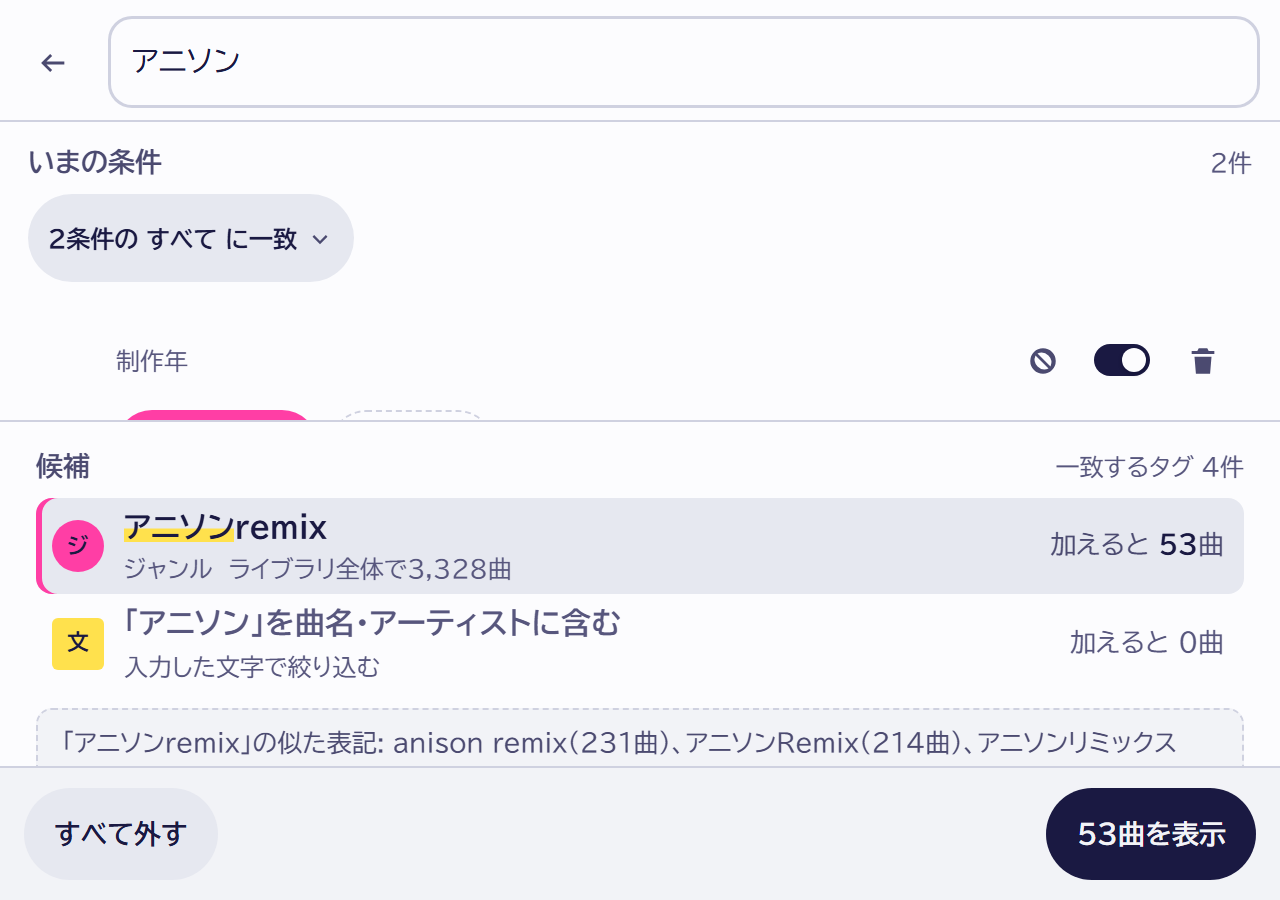 アニソン
いまの条件
2件
2条件の すべて に一致
制作年
候補
一致するタグ 4件
ジ
アニソンremix
ジャンル ライブラリ全体で3,328曲
加えると 53曲
文
「アニソン」を曲名・アーティストに含む
入力した文字で絞り込む
加えると 0曲
「アニソンremix」の似た表記: anison remix(231曲)、アニソンRemix(214曲)、アニソンリミックス
すべて外す
53曲を表示